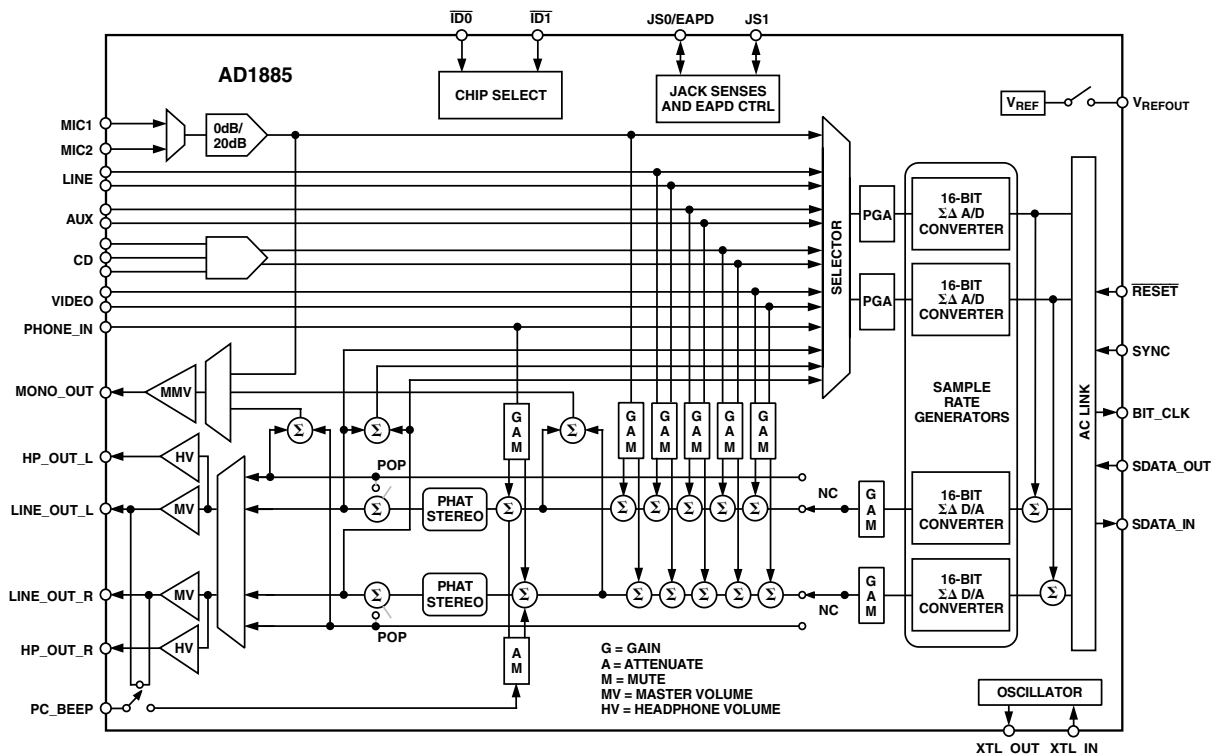 ID0
ID1
JS0/EAPD
JS1
AD1885
CHIP SELECT
JACK SENSES
AND EAPD CTRL
VREF
VREFOUT
MIC1
MIC2
0dB/
20dB
LINE
AUX
CD
VIDEO
PHONE_IN
SELECTOR
PGA
16-BIT
ΣΔ A/D
CONVERTER
PGA
16-BIT
ΣΔ A/D
CONVERTER
RESET
SYNC
SAMPLE
RATE
GENERATORS
AC LINK
BIT_CLK
SDATA_OUT
SDATA_IN
MONO_OUT
MMV
G
A
M
G
A
M
G
A
M
G
A
M
G
A
M
G
A
M
Σ
Σ
Σ
HP_OUT_L
HV
POP
LINE_OUT_L
MV
Σ
PHAT
STEREO
Σ
Σ
Σ
Σ
Σ
Σ
NC
G
A
M
16-BIT
ΣΔ D/A
CONVERTER
Σ
LINE_OUT_R
MV
Σ
PHAT
STEREO
Σ
Σ
Σ
Σ
Σ
Σ
NC
G
A
M
16-BIT
ΣΔ D/A
CONVERTER
Σ
HP_OUT_R
HV
POP
A
M
G = GAIN
A = ATTENUATE
M = MUTE
MV = MASTER VOLUME
HV = HEADPHONE VOLUME
PC_BEEP
OSCILLATOR
XTL_OUT
XTL_IN